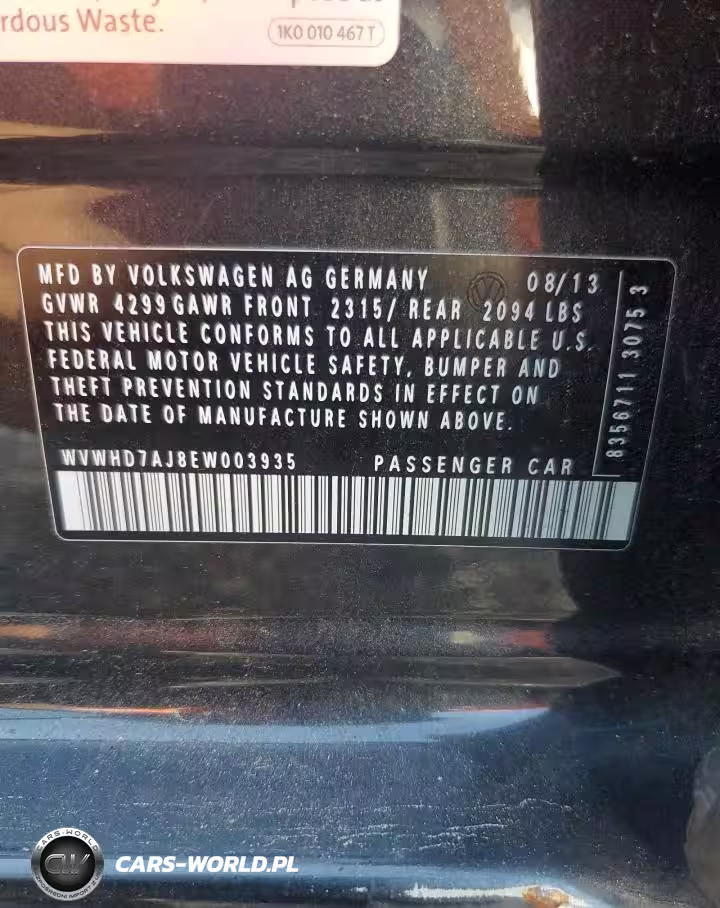 rdous Waste.
1K0 010 467 T
MFD BY VOLKSWAGEN AG GERMANY 08/13
GVWR 4299 GAWR FRONT 2315/ REAR 2094 LBS
THIS VEHICLE CONFORMS TO ALL APPLICABLE U.S.
FEDERAL MOTOR VEHICLE SAFETY, BUMPER AND
THEFT PREVENTION STANDARDS IN EFFECT ON
THE DATE OF MANUFACTURE SHOWN ABOVE.
WVWHD7AJ8EW003935 PASSENGER CAR
8356711 3075 3
CARS-WORLD
CARS-WORLD.PL